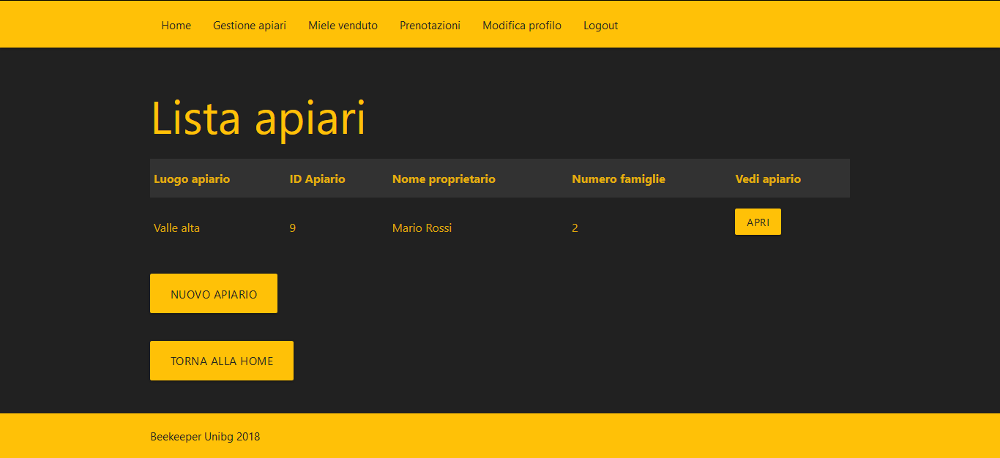 Home Gestione apiari Miele venduto Prenotazioni Modifica profilo Logout
Lista apiari
Luogo apiario ID Apiario Nome proprietario Numero famiglie Vedi apiario
Valle alta 9 Mario Rossi 2 APRI
NUOVO APIARIO
TORNA ALLA HOME
Beekeeper Unibg 2018